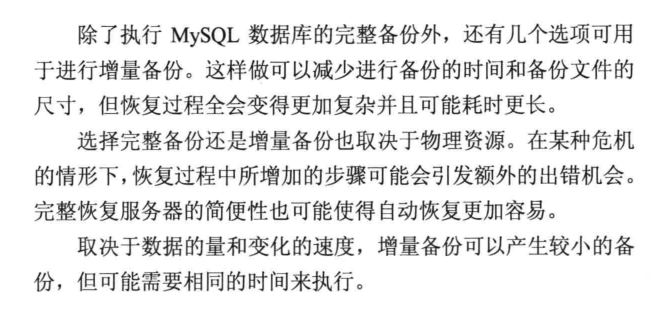 除了执行 MySQL 数据库的完整备份外，还有几个选项可用
于进行增量备份。这样做可以减少进行备份的时间和备份文件的
尺寸，但恢复过程全会变得更加复杂并且可能耗时更长。
选择完整备份还是增量备份也取决于物理资源。在某种危机
的情形下，恢复过程中所增加的步骤可能会引发额外的出错机会。
完整恢复服务器的简便性也可能使得自动恢复更加容易。
取决于数据的量和变化的速度，增量备份可以产生较小的备
份，但可能需要相同的时间来执行。